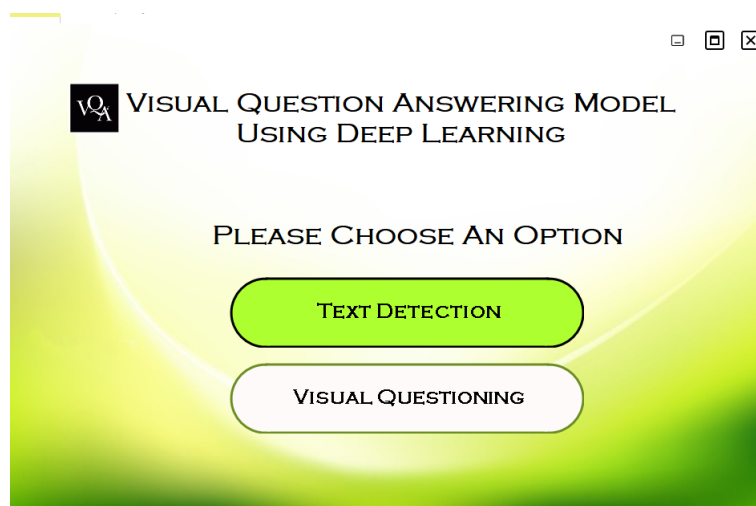 VQA
VISUAL QUESTION ANSWERING MODEL
USING DEEP LEARNING
PLEASE CHOOSE AN OPTION
TEXT DETECTION
VISUAL QUESTIONING